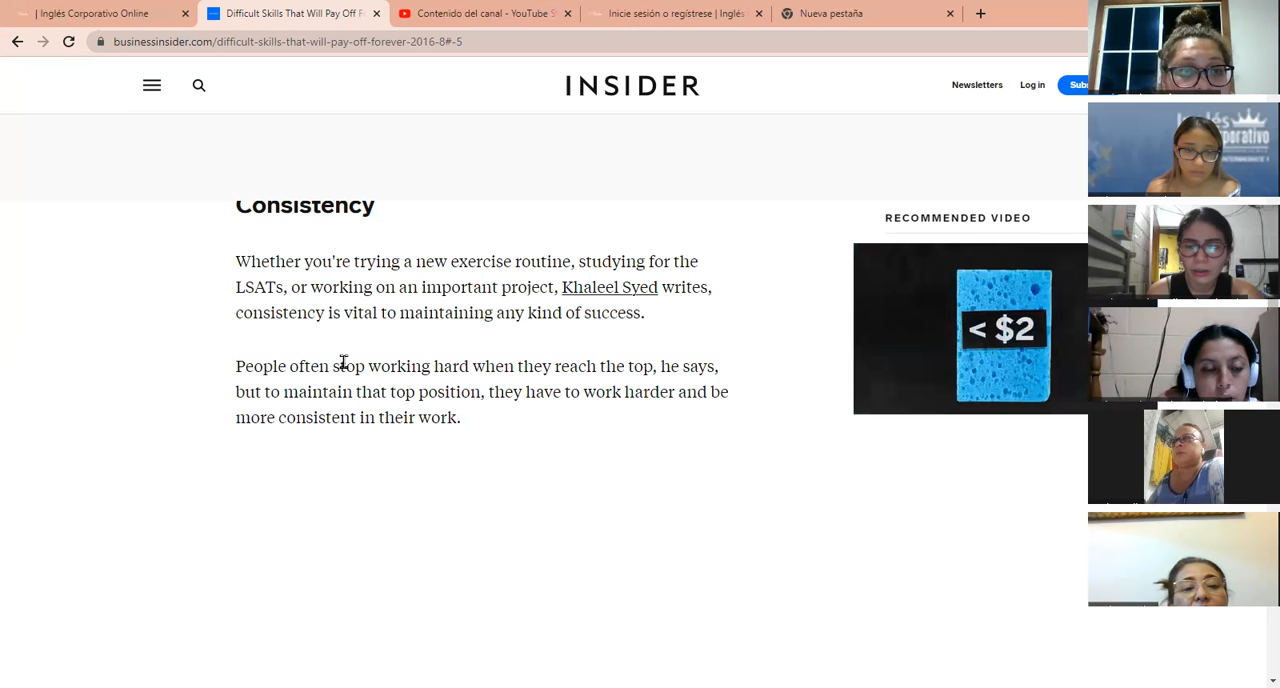 | Inglés Corporativo Online
Difficult Skills That Will Pay Off F
Contenido del canal - YouTube S
Inicie sesión o regístrese | Inglés
Nueva pestaña
businessinsider.com/difficult-skills-that-will-pay-off-forever-2016-8#-5
INSIDER
Newsletters
Log in
Consistency
Whether you're trying a new exercise routine, studying for the
LSATs, or working on an important project, Khaleel Syed writes,
consistency is vital to maintaining any kind of success.
People often stop working hard when they reach the top, he says,
but to maintain that top position, they have to work harder and be
more consistent in their work.
RECOMMENDED VIDEO
< $2